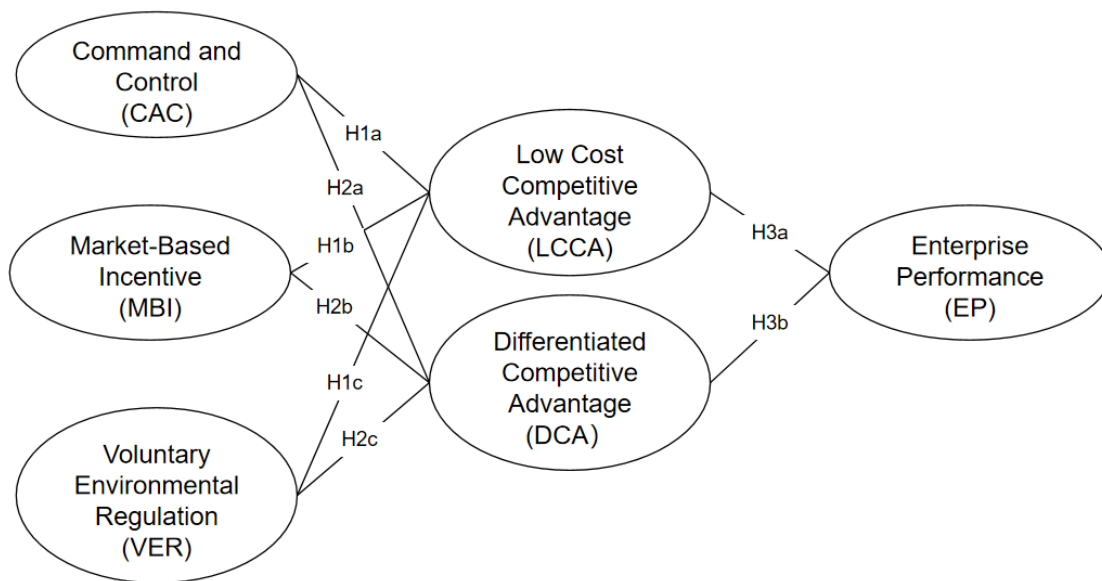 Command and
Control
(CAC)
Market-Based
Incentive
(MBI)
Voluntary
Environmental
Regulation
(VER)
H1a
H2a
H1b
H2b
H1c
H2c
Low Cost
Competitive
Advantage
(LCCA)
Differentiated
Competitive
Advantage
(DCA)
H3a
H3b
Enterprise
Performance
(EP)